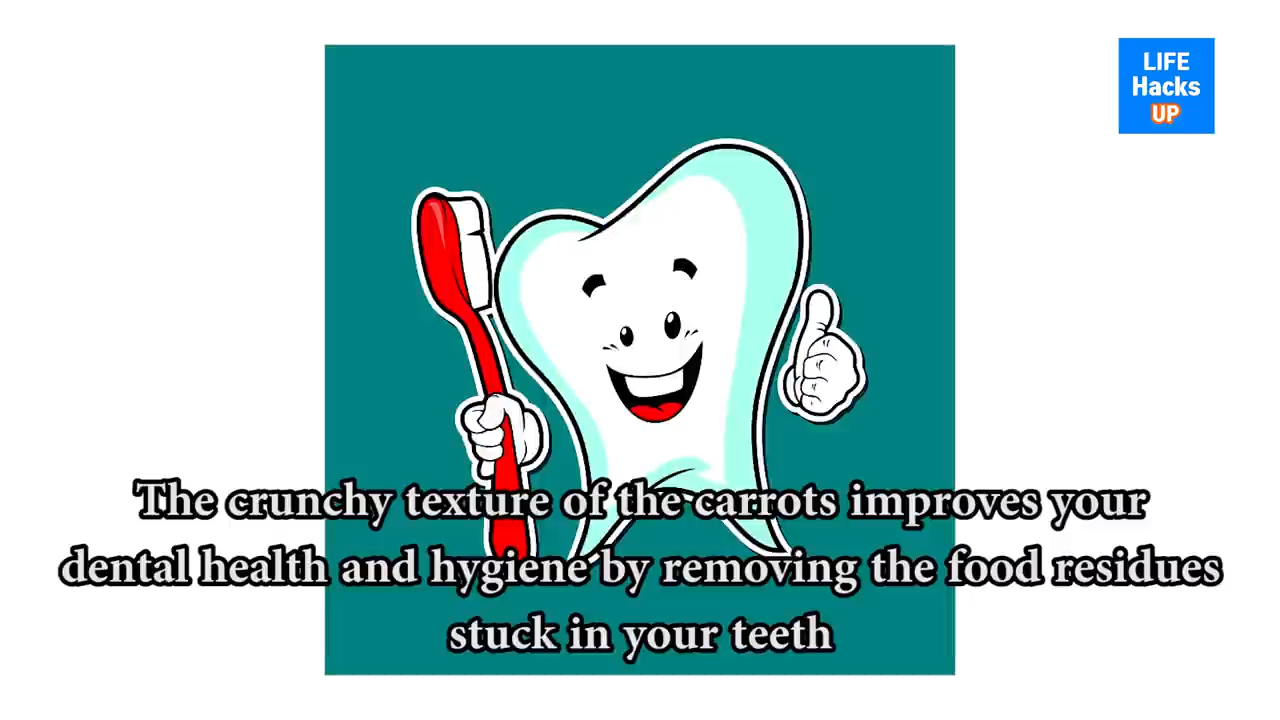 LIFE
Hacks
UP
The crunchy texture of the carrots improves your
dental health and hygiene by removing the food residues
stuck in your teeth